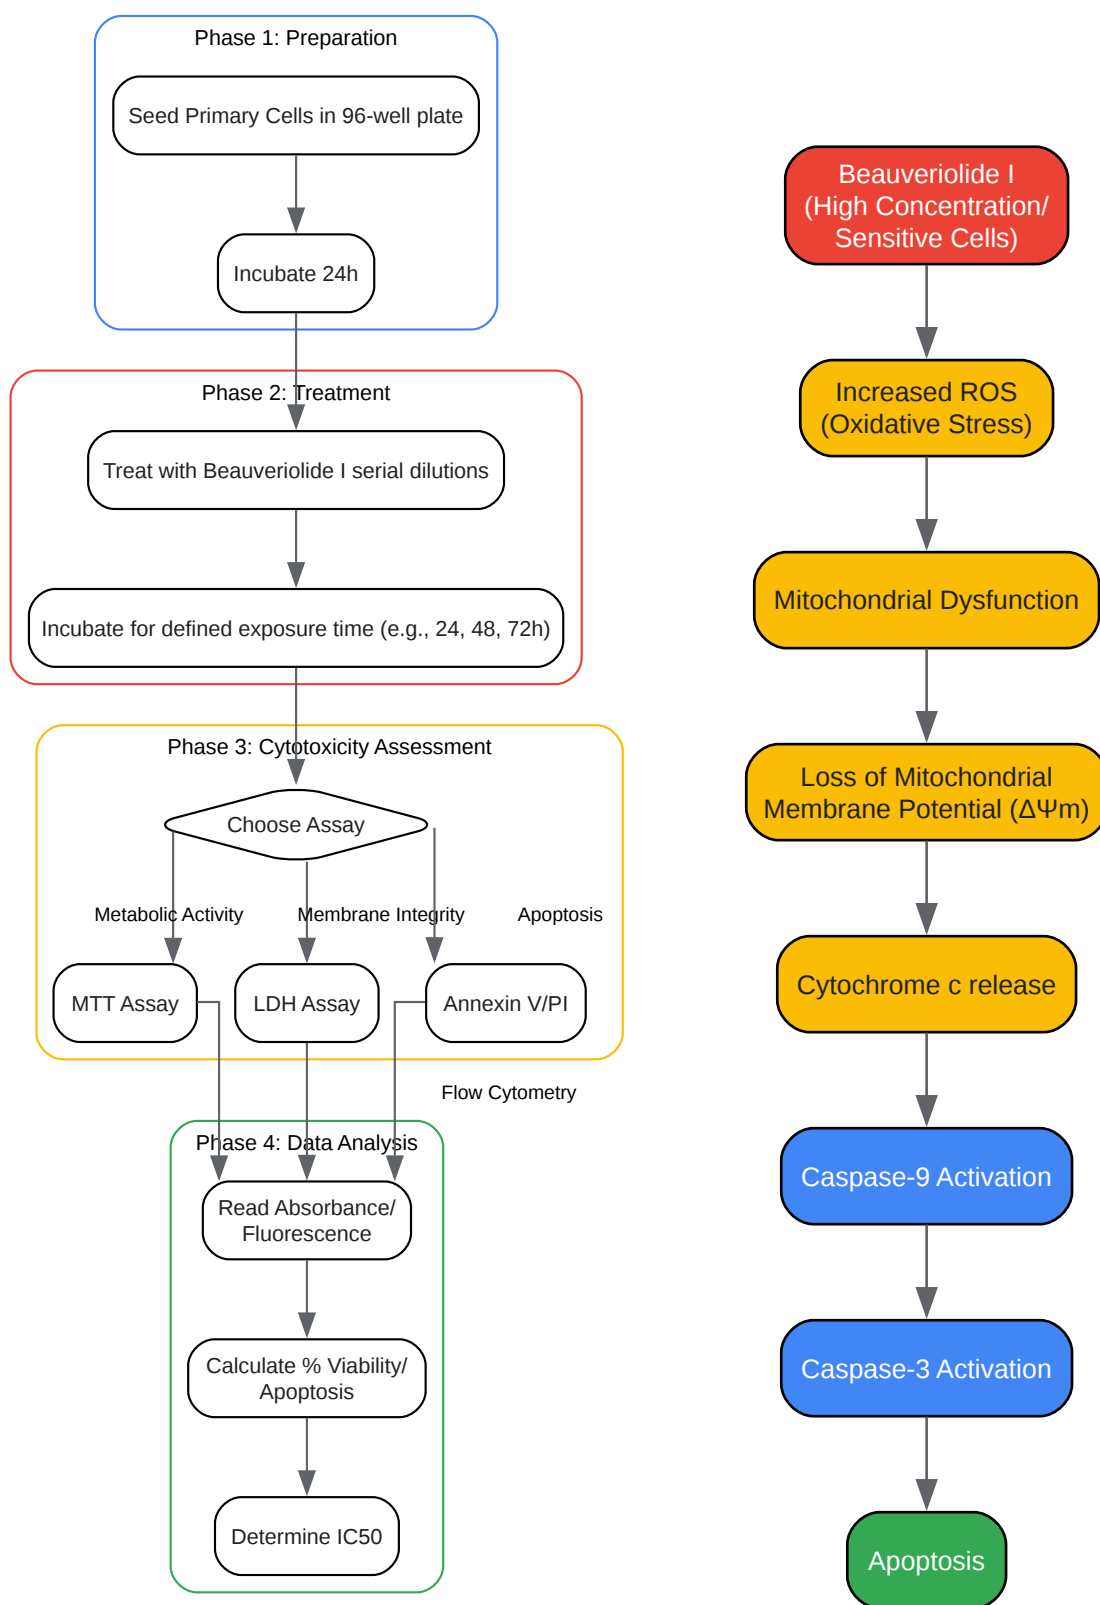 Phase 1: Preparation
Seed Primary Cells in 96-well plate
Incubate 24h
Phase 2: Treatment
Treat with Beauveriolide I serial dilutions
Incubate for defined exposure time (e.g., 24, 48, 72h)
Phase 3: Cytotoxicity Assessment
Choose Assay
Metabolic Activity
Membrane Integrity
Apoptosis
MTT Assay
LDH Assay
Annexin V/PI
Flow Cytometry
Phase 4: Data Analysis
Read Absorbance/
Fluorescence
Calculate % Viability/
Apoptosis
Determine IC50
Beauveriolide I
(High Concentration/
Sensitive Cells)
Increased ROS
(Oxidative Stress)
Mitochondrial Dysfunction
Loss of Mitochondrial
Membrane Potential (ΔΨm)
Cytochrome c release
Caspase-9 Activation
Caspase-3 Activation
Apoptosis